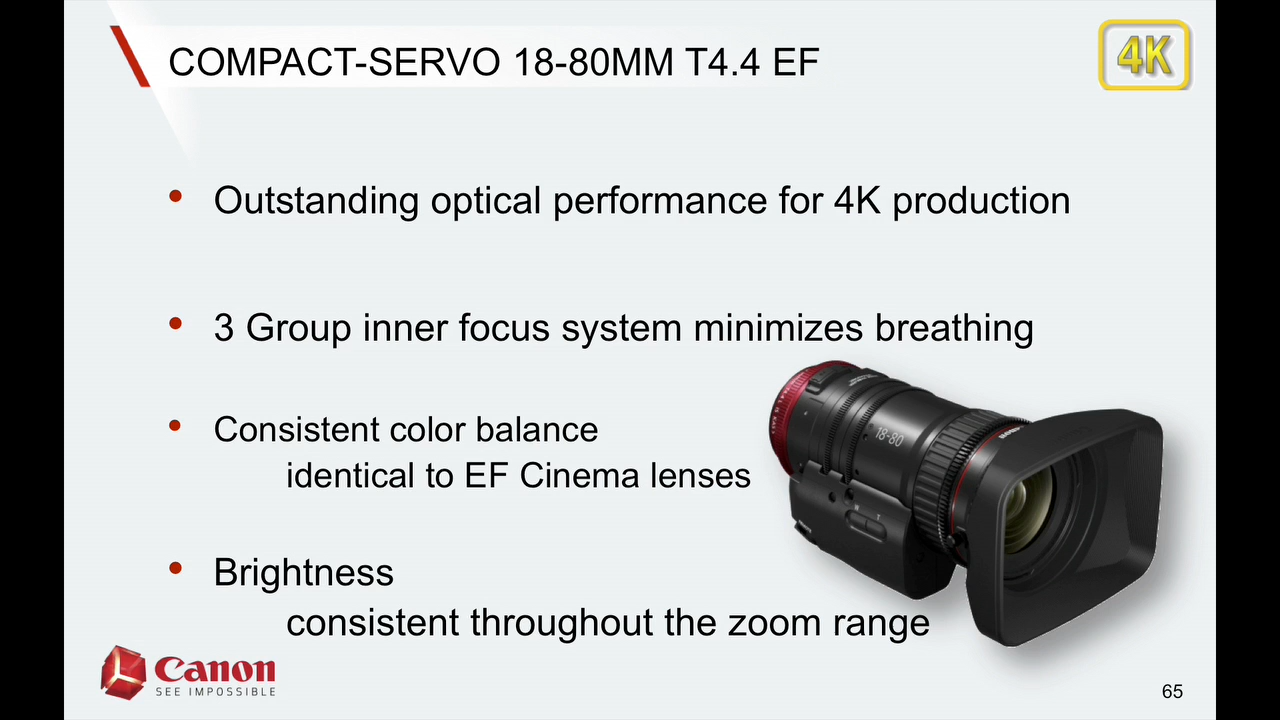 COMPACT-SERVO 18-80MM T4.4 EF
4K
• Outstanding optical performance for 4K production
• 3 Group inner focus system minimizes breathing
• Consistent color balance
identical to EF Cinema lenses
18-80
W T
• Brightness
consistent throughout the zoom range
Canon
SEE IMPOSSIBLE
65